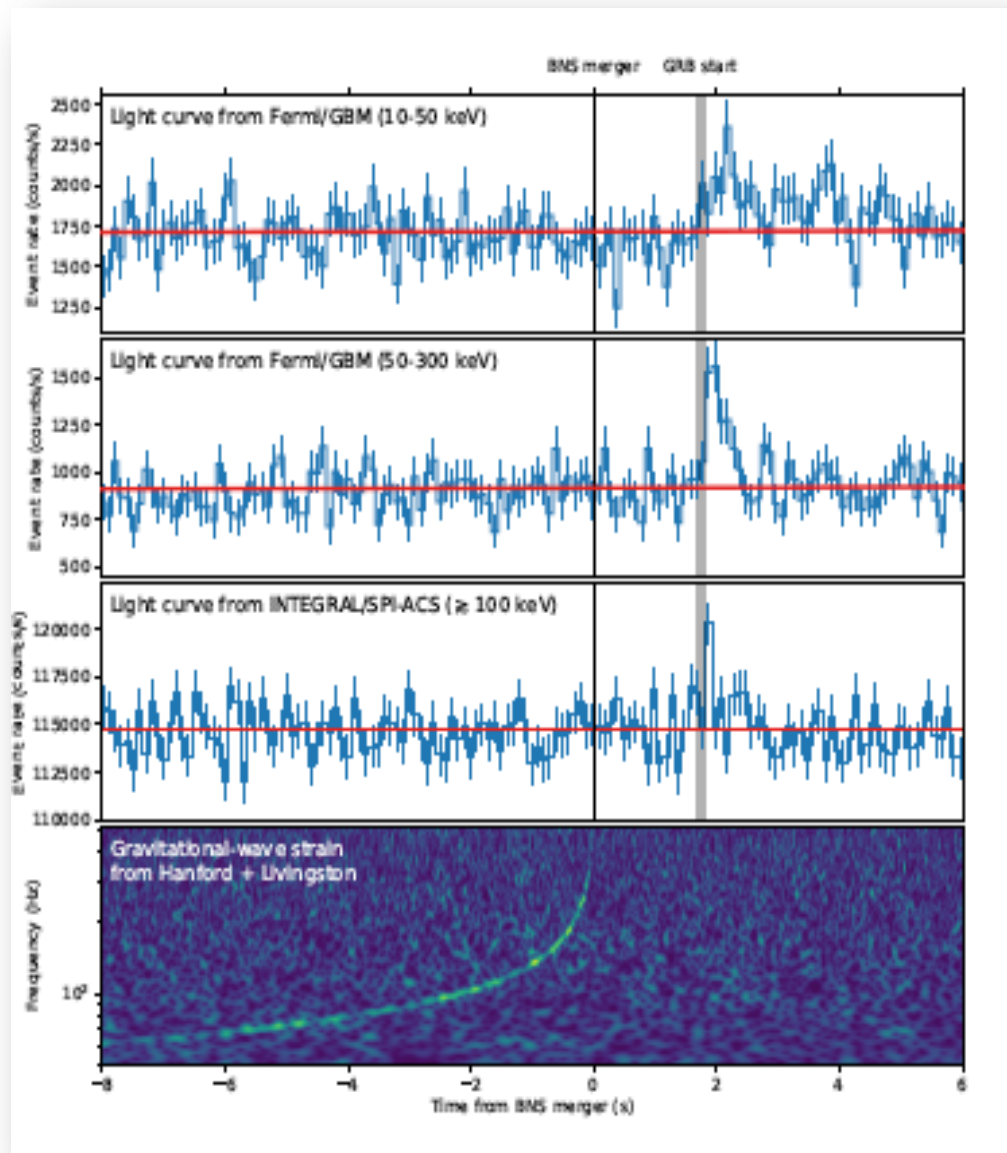 BNS merger GRB start
Light curve from Fermi/GBM (10-50 keV)
Event rate (counts/s)
2500
2250
2000
1750
1500
1250
Light curve from Fermi/GBM (50-300 keV)
Event rate (counts/s)
1500
1250
1000
750
500
Light curve from INTEGRAL/SPI-ACS (≳ 100 keV)
Event rate (counts/s)
120000
117500
115000
112500
110000
Gravitational-wave strain
from Hanford + Livingston
Frequency (Hz)
10²
−8 −6 −4 −2 0 2 4 6
Time from BNS merger (s)